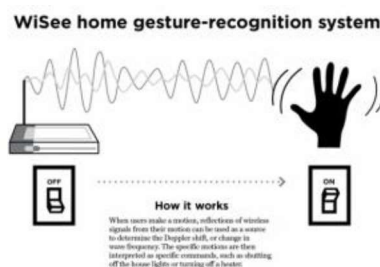 WiSee home gesture-recognition system
OFF
ON
How it works
When users make a motion, reflections of wireless
signals from their motion can be used as a source
to determine the Doppler shift, or change in
wave frequency. The specific motions are then
interpreted as specific commands, such as shutting
off the house lights or turning off a heater.